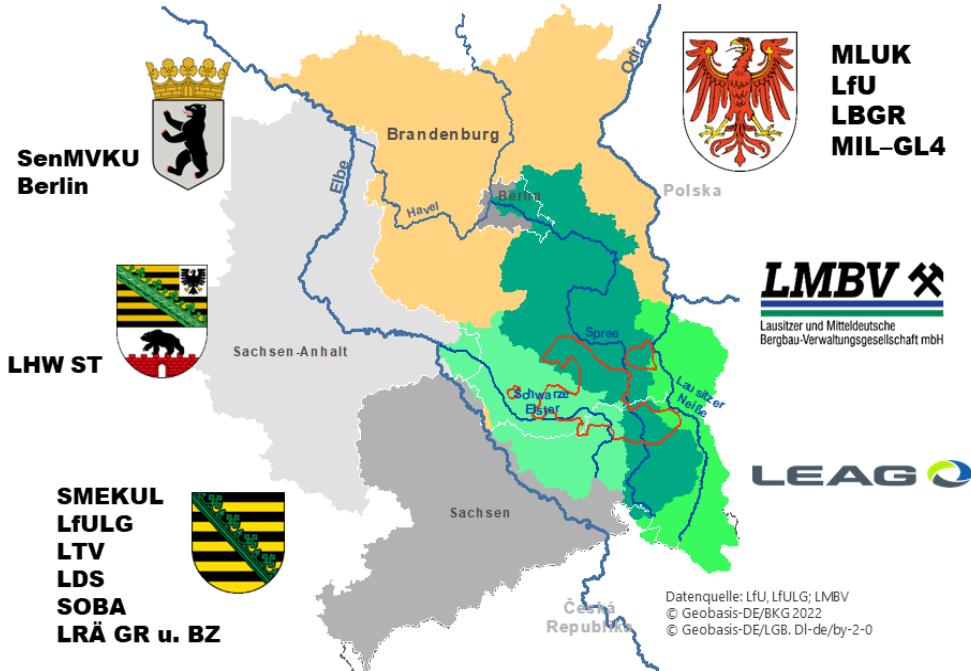 SenMVKU
Berlin
LHW ST
SMEKUL
LfULG
LTV
LDS
SOBA
LRÄ GR u. BZ
Brandenburg
Berlin
Havel
Elbe
Odra
Polska
Sachsen-Anhalt
Spree
Schwarze
Elster
Lausitzer
Neiße
Sachsen
Česká
Republika
MLUK
LfU
LBGR
MIL–GL4
LMBV
Lausitzer und Mitteldeutsche
Bergbau-Verwaltungsgesellschaft mbH
LEAG
Datenquelle: LfU, LfULG; LMBV
© Geobasis-DE/BKG 2022
© Geobasis-DE/LGB. Dl-de/by-2-0